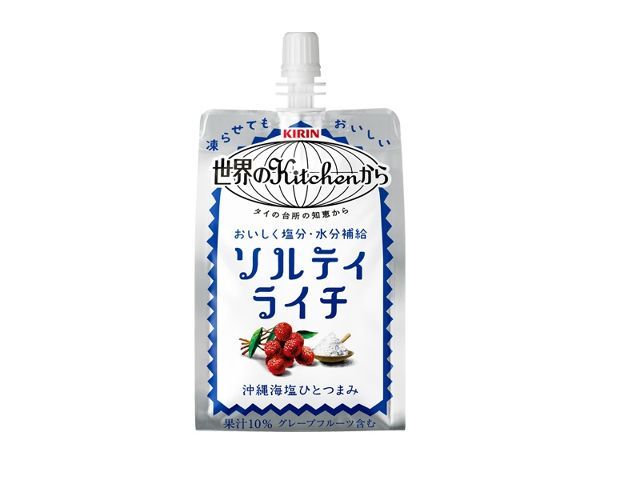 凍らせても おいしい
KIRIN
世界のKitchenから
タイの台所の知恵から
おいしく塩分・水分補給
ソルティ
ライチ
沖縄海塩ひとつまみ
果汁10% グレープフルーツ含む